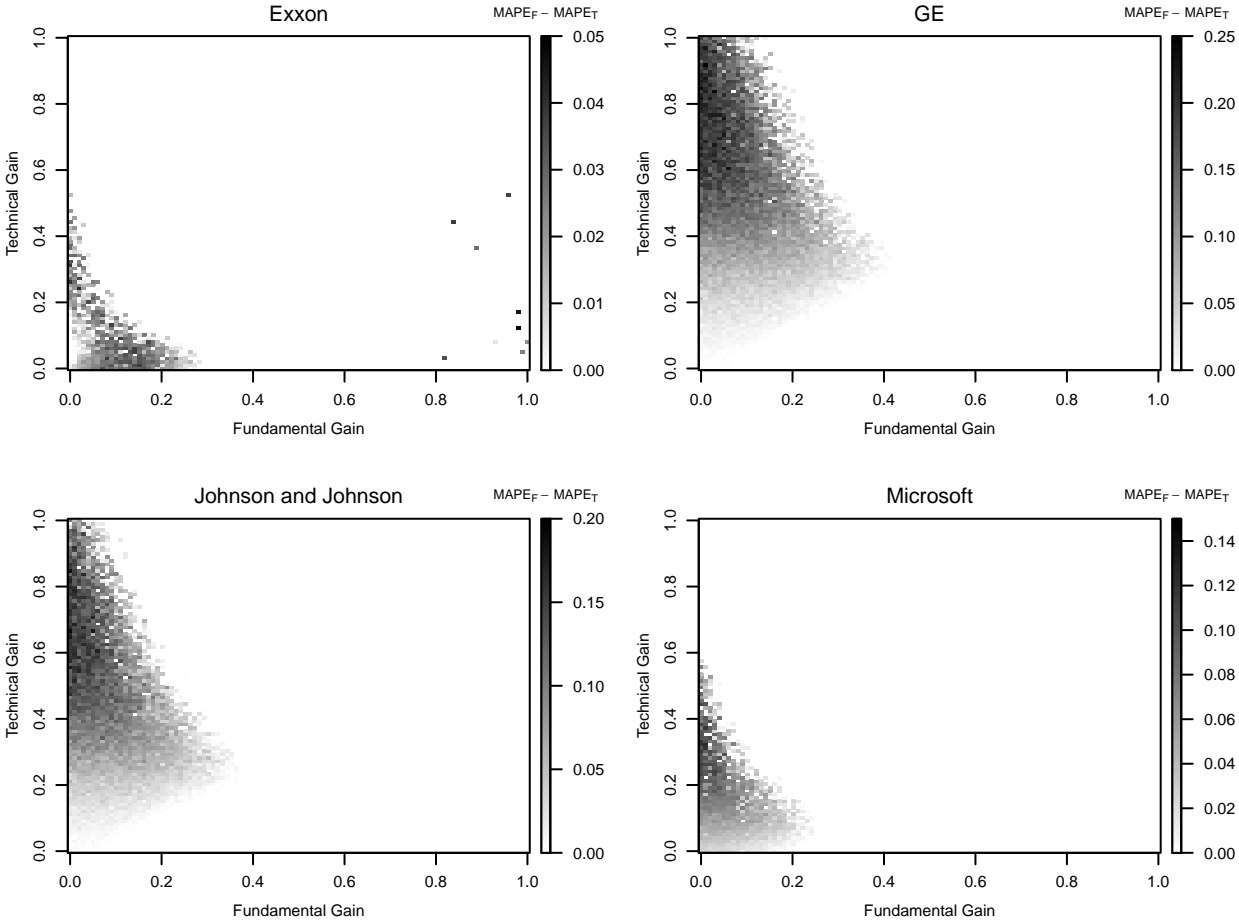 Exxon
MAPE_F – MAPE_T
Technical Gain
0.0 0.2 0.4 0.6 0.8 1.0
0.0 0.2 0.4 0.6 0.8 1.0
Fundamental Gain
0.05
0.04
0.03
0.02
0.01
0.00
GE
MAPE_F – MAPE_T
Technical Gain
0.0 0.2 0.4 0.6 0.8 1.0
0.0 0.2 0.4 0.6 0.8 1.0
Fundamental Gain
0.25
0.20
0.15
0.10
0.05
0.00
Johnson and Johnson
MAPE_F – MAPE_T
Technical Gain
0.0 0.2 0.4 0.6 0.8 1.0
0.0 0.2 0.4 0.6 0.8 1.0
Fundamental Gain
0.20
0.15
0.10
0.05
0.00
Microsoft
MAPE_F – MAPE_T
Technical Gain
0.0 0.2 0.4 0.6 0.8 1.0
0.0 0.2 0.4 0.6 0.8 1.0
Fundamental Gain
0.14
0.12
0.10
0.08
0.06
0.04
0.02
0.00